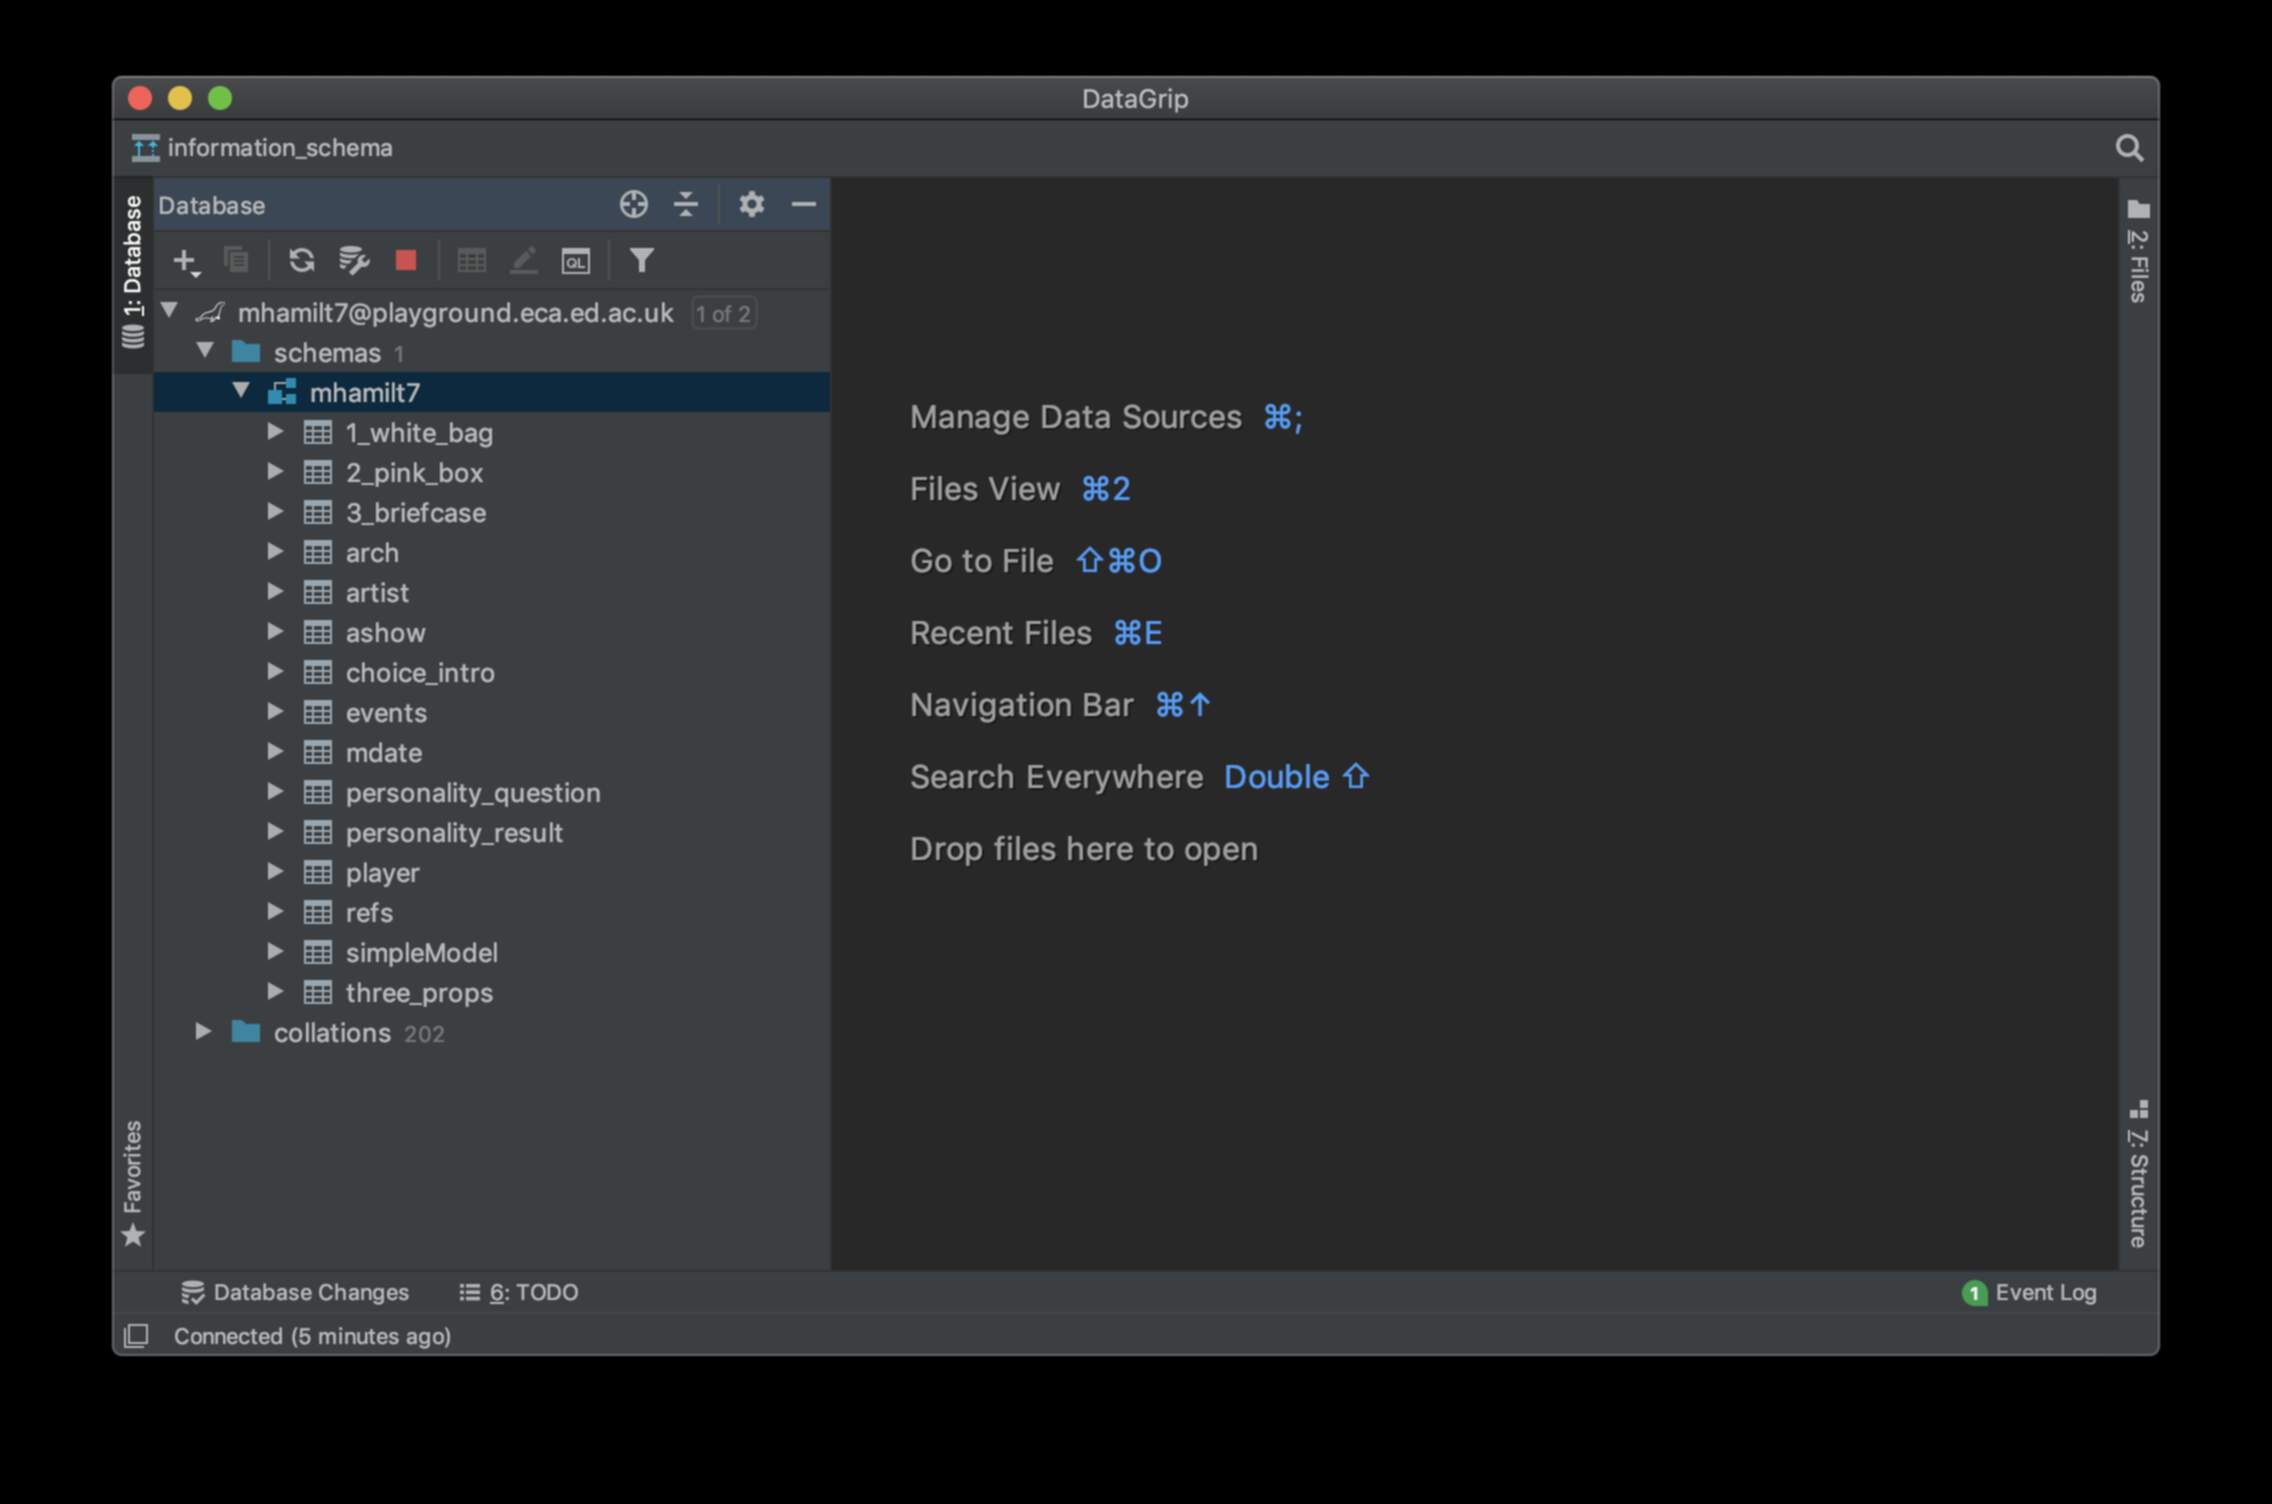 DataGrip
information_schema
Database
1: Database
QL
mhamilt7@playground.eca.ed.ac.uk 1 of 2
schemas 1
mhamilt7
1_white_bag
2_pink_box
3_briefcase
arch
artist
ashow
choice_intro
events
mdate
personality_question
personality_result
player
refs
simpleModel
three_props
collations 202
Favorites
Manage Data Sources ⌘;
Files View ⌘2
Go to File ⇧⌘O
Recent Files ⌘E
Navigation Bar ⌘↑
Search Everywhere Double ⇧
Drop files here to open
2: Files
7: Structure
Database Changes 6: TODO
1 Event Log
Connected (5 minutes ago)